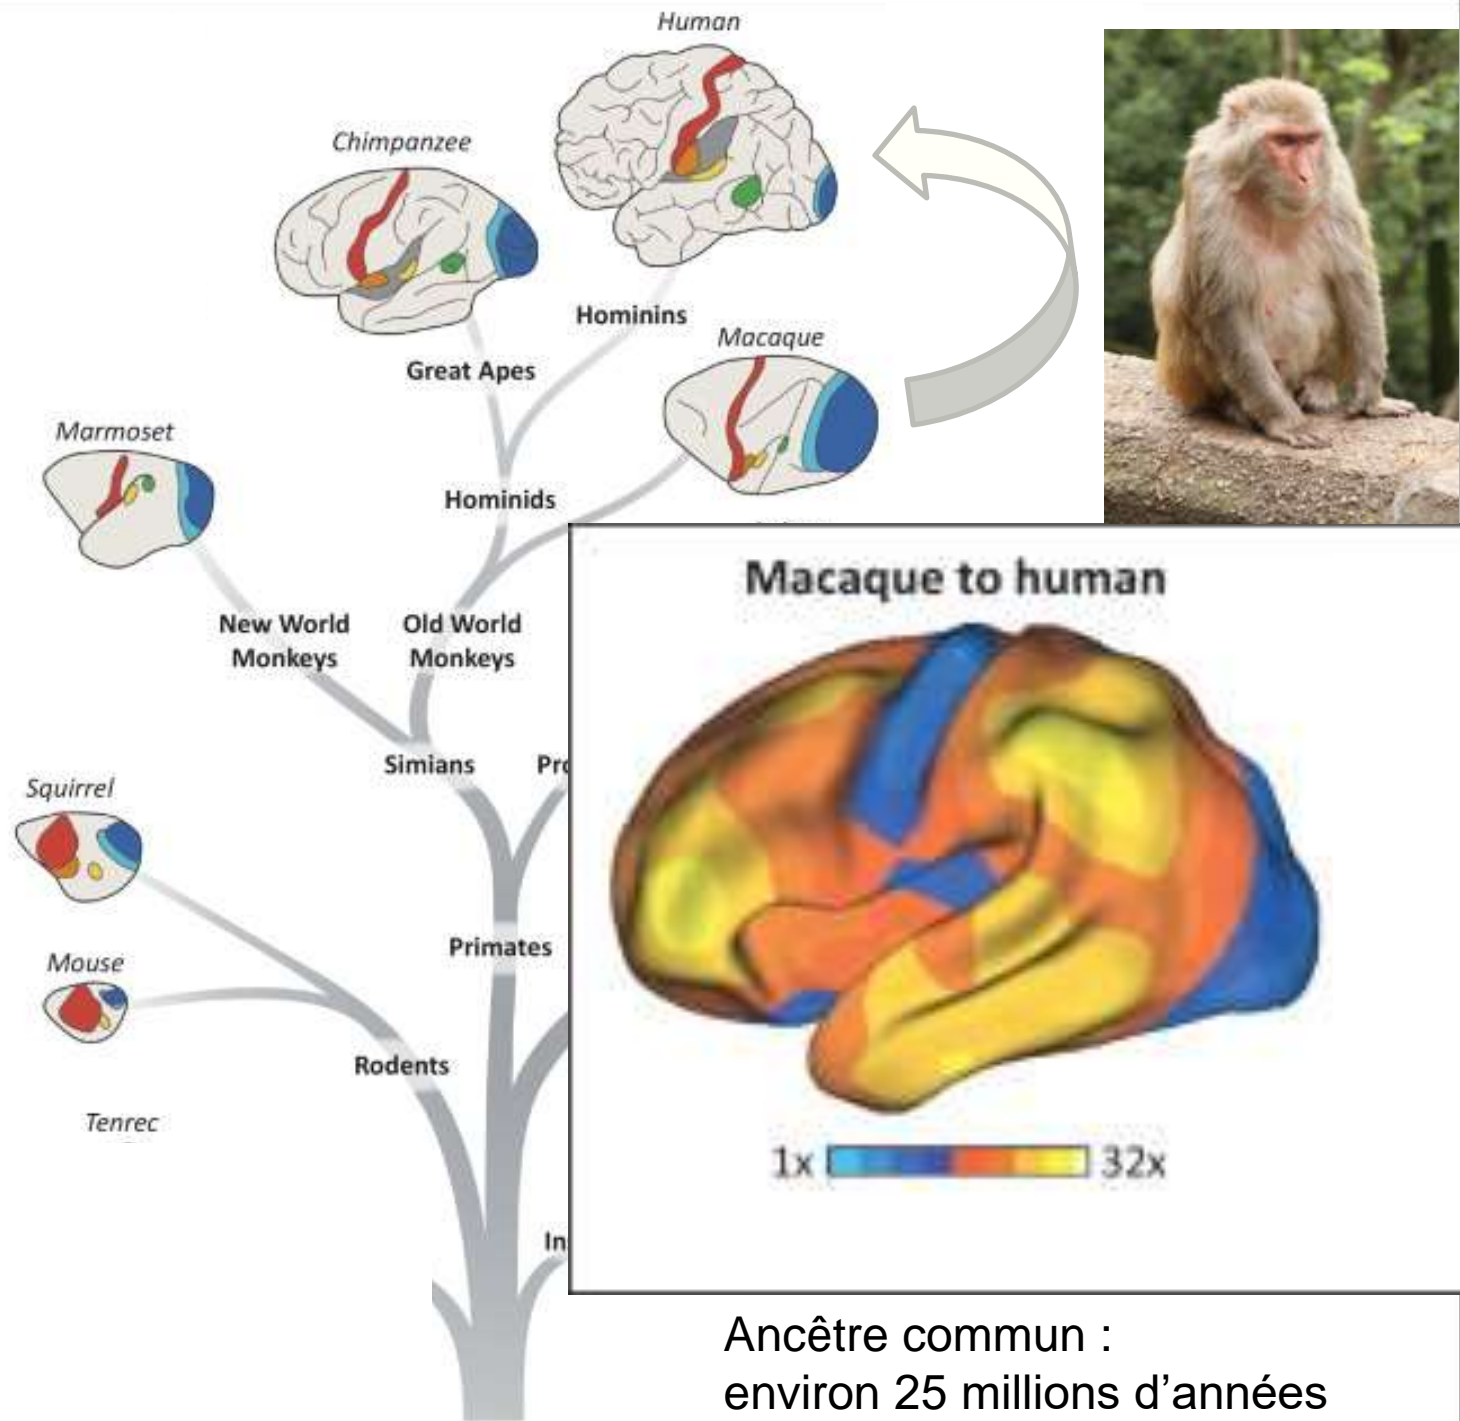 Human
Chimpanzee
Hominins
Macaque
Great Apes
Marmoset
Hominids
New World
Monkeys
Old World
Monkeys
Simians
Squirrel
Primates
Mouse
Rodents
Tenrec
Macaque to human
1x
32x
Ancêtre commun :
environ 25 millions d’années